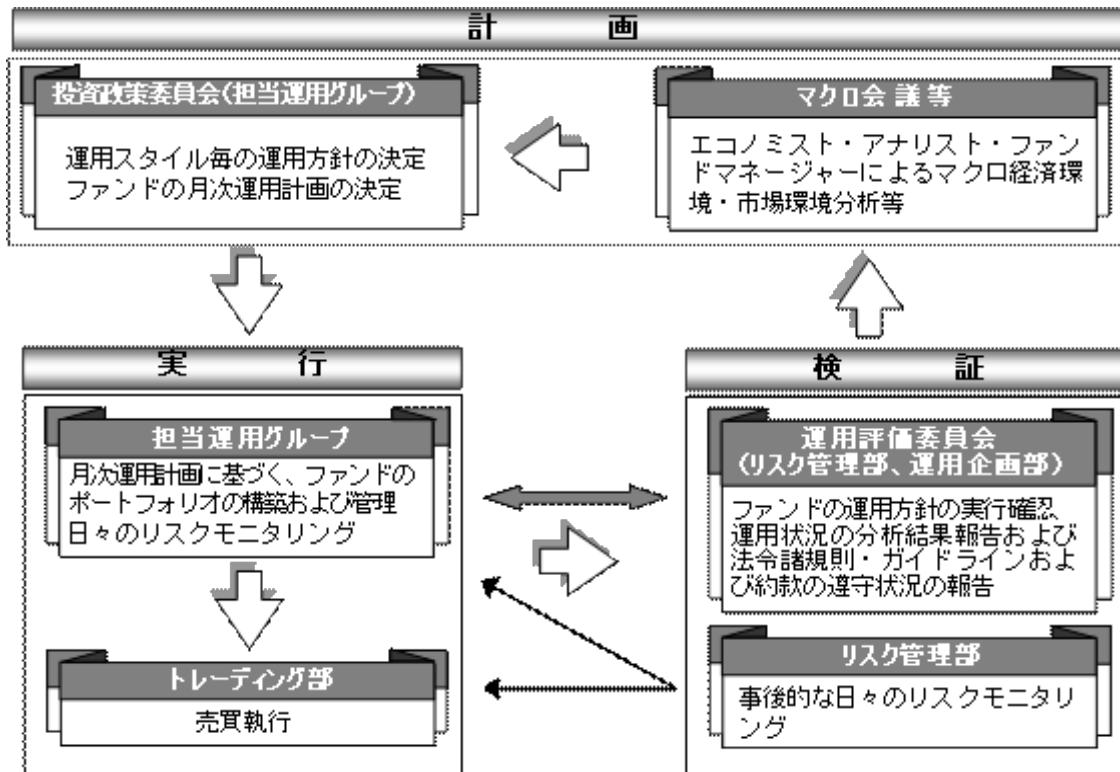 計画
投資政策委員会(担当運用グループ)
運用スタイル毎の運用方針の決定
ファンドの月次運用計画の決定
マクロ会議等
エコノミスト・アナリスト・ファン
ドマネージャーによるマクロ経済環
境・市場環境分析等
実行
担当運用グループ
月次運用計画に基づく、ファンドの
ポートフォリオの構築および管理
日々のリスクモニタリング
トレーディング部
売買執行
検証
運用評価委員会
(リスク管理部、運用企画部)
ファンドの運用方針の実行確認、
運用状況の分析結果報告および
法令諸規則・ガイドラインおよ
び約款の遵守状況の報告
リスク管理部
事後的な日々のリスクモニタリ
ング